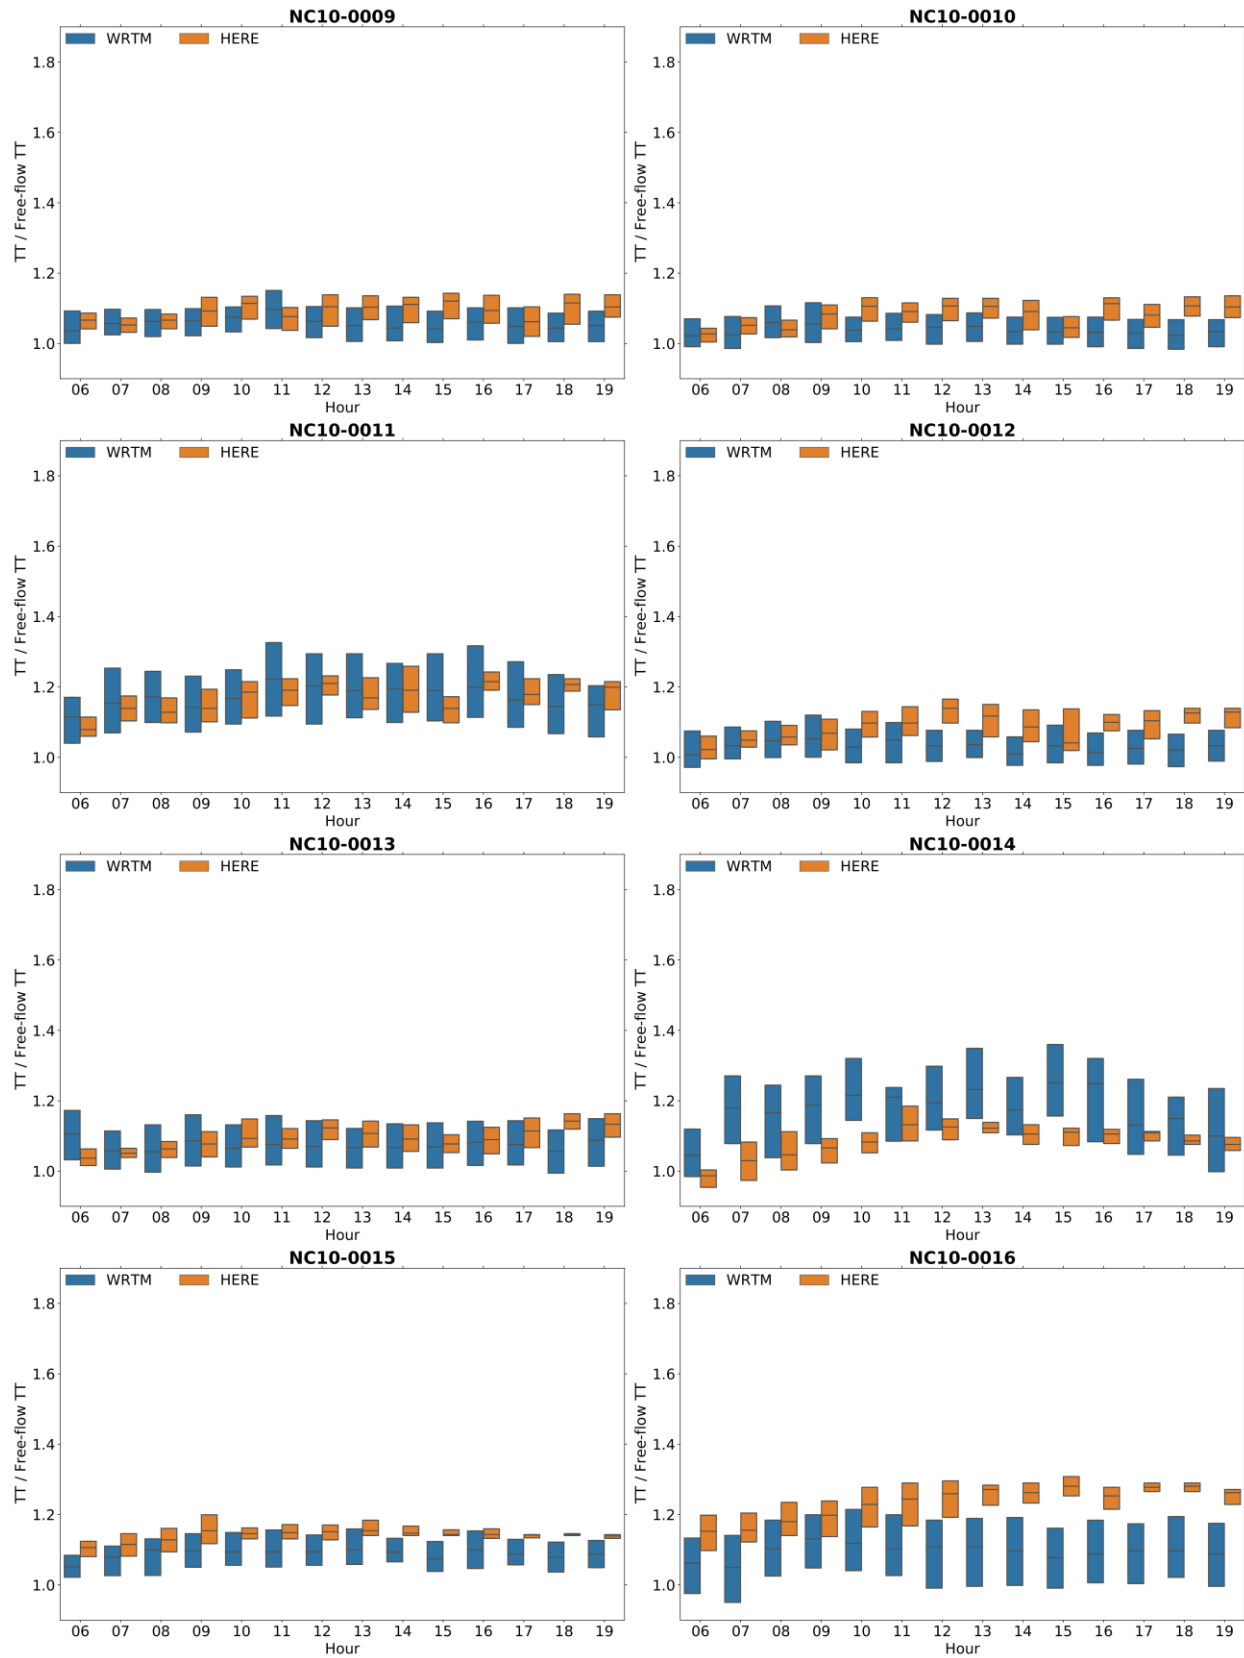 NC10-0009
WRTM HERE
1.8
1.6
1.4
1.2
1.0
TT / Free-flow TT
06 07 08 09 10 11 12 13 14 15 16 17 18 19
Hour
NC10-0010
WRTM HERE
1.8
1.6
1.4
1.2
1.0
TT / Free-flow TT
06 07 08 09 10 11 12 13 14 15 16 17 18 19
Hour
NC10-0011
WRTM HERE
1.8
1.6
1.4
1.2
1.0
TT / Free-flow TT
06 07 08 09 10 11 12 13 14 15 16 17 18 19
Hour
NC10-0012
WRTM HERE
1.8
1.6
1.4
1.2
1.0
TT / Free-flow TT
06 07 08 09 10 11 12 13 14 15 16 17 18 19
Hour
NC10-0013
WRTM HERE
1.8
1.6
1.4
1.2
1.0
TT / Free-flow TT
06 07 08 09 10 11 12 13 14 15 16 17 18 19
Hour
NC10-0014
WRTM HERE
1.8
1.6
1.4
1.2
1.0
TT / Free-flow TT
06 07 08 09 10 11 12 13 14 15 16 17 18 19
Hour
NC10-0015
WRTM HERE
1.8
1.6
1.4
1.2
1.0
TT / Free-flow TT
06 07 08 09 10 11 12 13 14 15 16 17 18 19
Hour
NC10-0016
WRTM HERE
1.8
1.6
1.4
1.2
1.0
TT / Free-flow TT
06 07 08 09 10 11 12 13 14 15 16 17 18 19
Hour